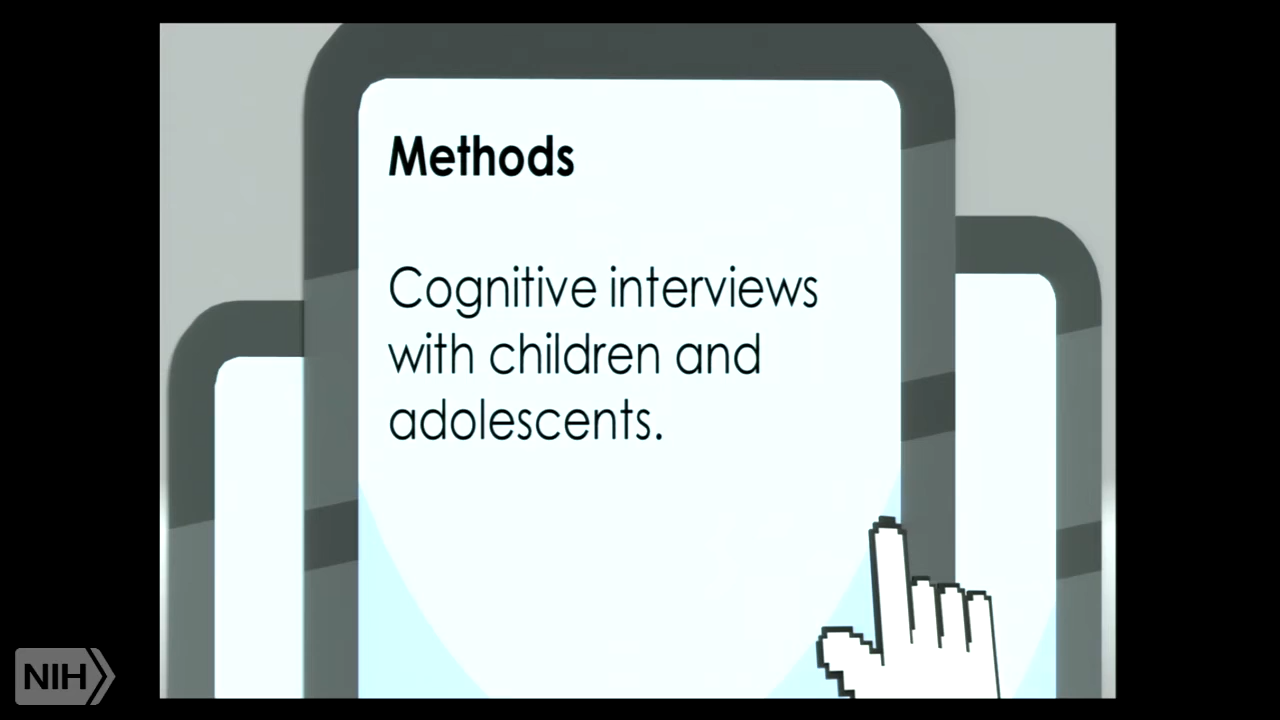 Methods
Cognitive interviews
with children and
adolescents.
NIH